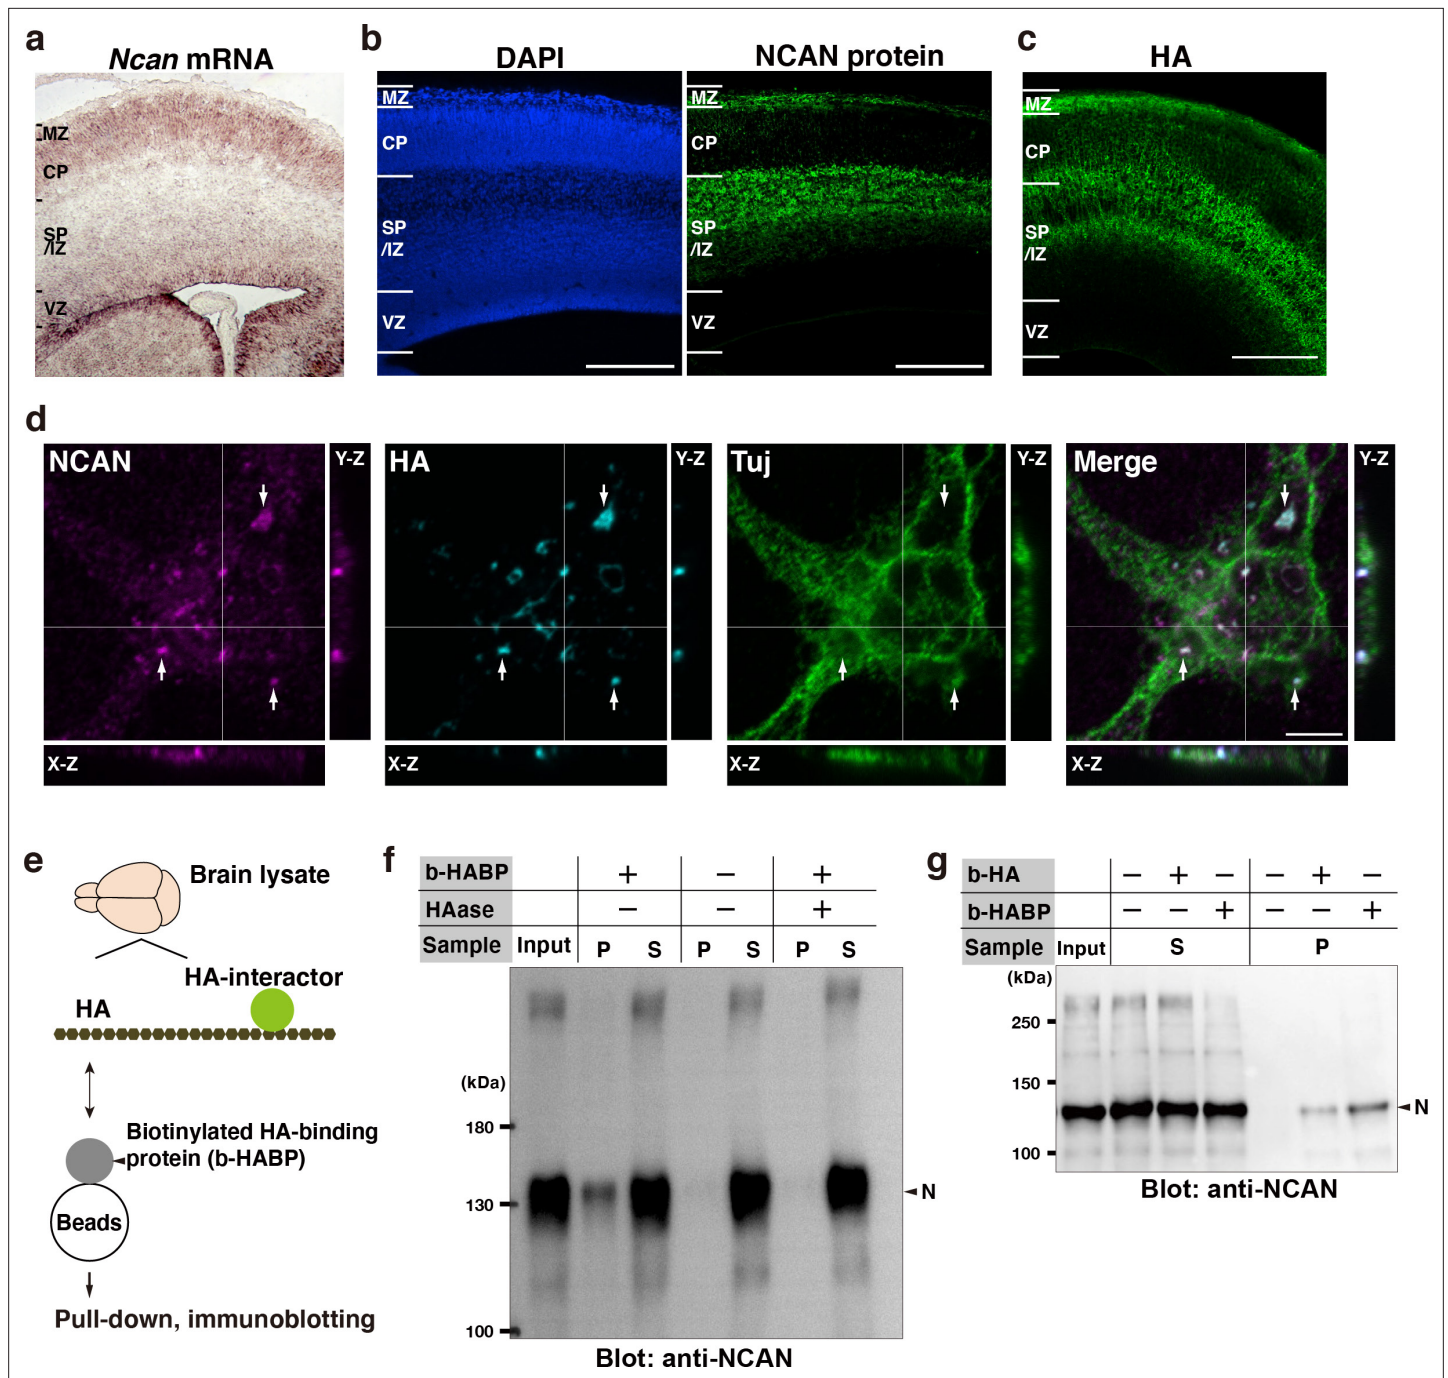 a
Ncan mRNA
MZ
CP
SP
/IZ
VZ
b
DAPI
MZ
CP
SP
/IZ
VZ
NCAN protein
MZ
CP
SP
/IZ
VZ
c
HA
MZ
CP
SP
/IZ
VZ
d
NCAN
Y-Z
X-Z
HA
Y-Z
Tuj
Y-Z
X-Z
Merge
Y-Z
X-Z
e
Brain lysate
HA-interactor
HA
Biotinylated HA-binding
protein (b-HABP)
Beads
Pull-down, immunoblotting
f
b-HABP + − +
HAase − − +
Sample Input P S P S P S
(kDa)
180
130
100
N
Blot: anti-NCAN
g
b-HA − + − − + −
b-HABP − − + − − +
Sample Input S P
(kDa)
250
150
100
N
Blot: anti-NCAN